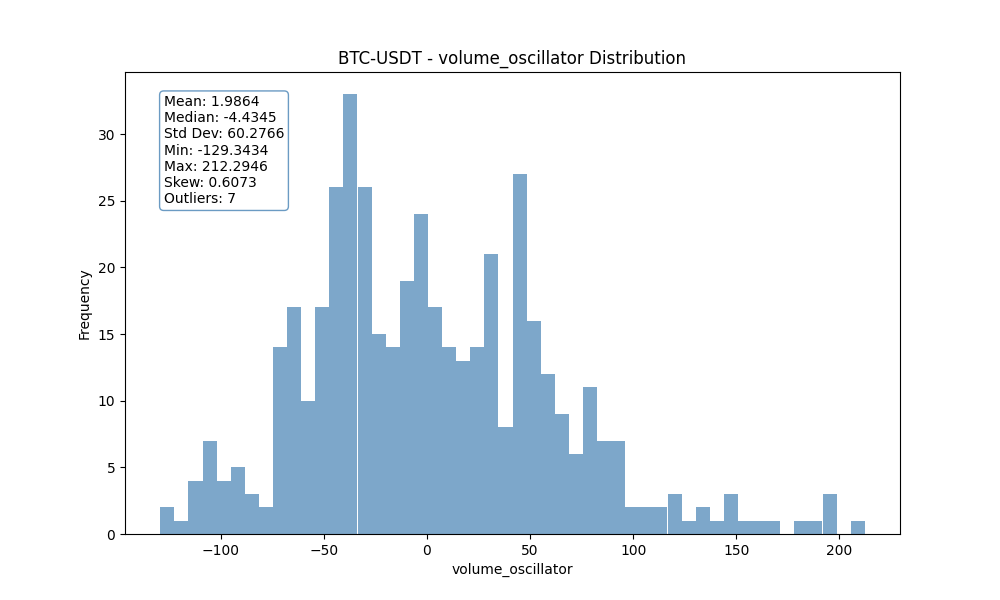 BTC-USDT - volume_oscillator Distribution
Mean: 1.9864
Median: -4.4345
Std Dev: 60.2766
Min: -129.3434
Max: 212.2946
Skew: 0.6073
Outliers: 7
Frequency
30
25
20
15
10
5
0
−100 −50 0 50 100 150 200
volume_oscillator